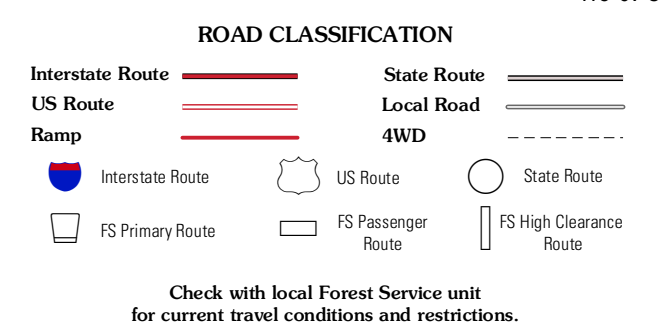 ROAD CLASSIFICATION
Interstate Route
State Route
US Route
Local Road
Ramp
4WD
Interstate Route
US Route
State Route
FS Primary Route
FS Passenger
Route
FS High Clearance
Route
Check with local Forest Service unit
for current travel conditions and restrictions.